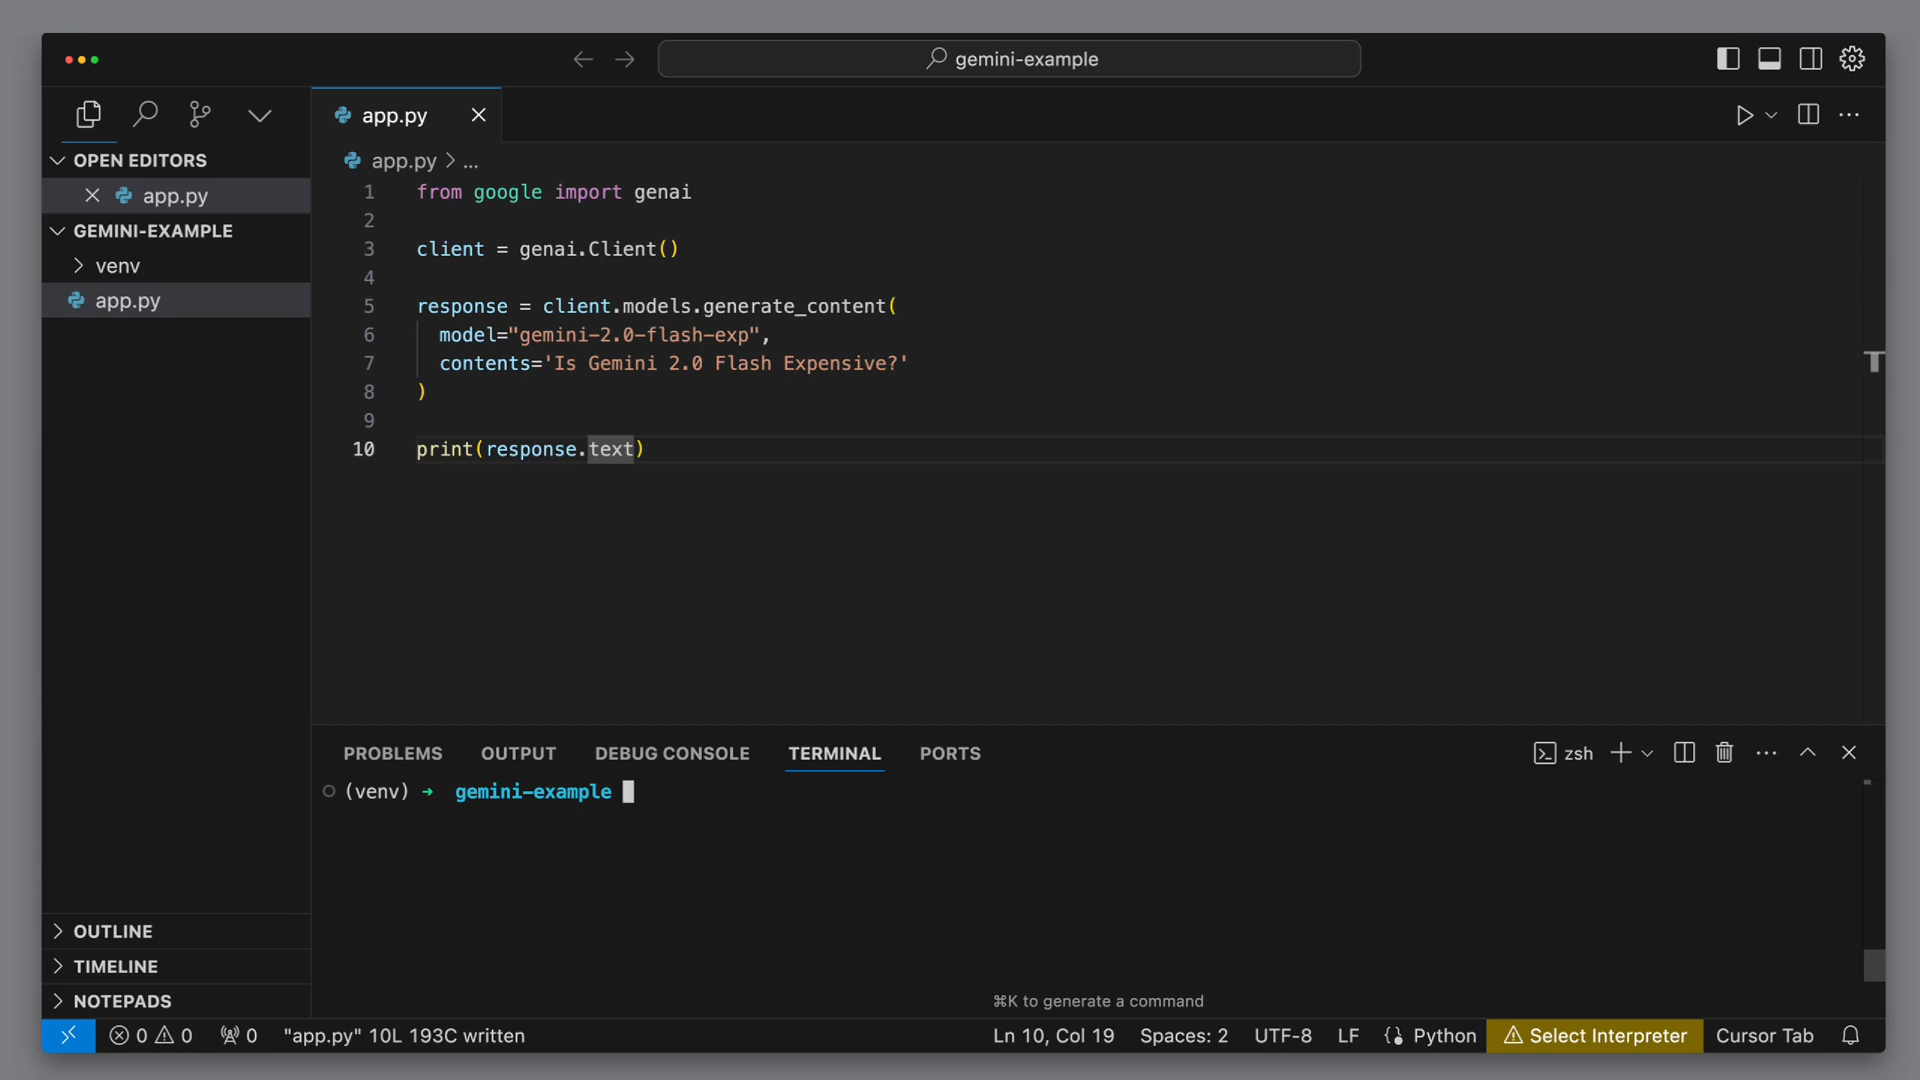 gemini-example
app.py
OPEN EDITORS
app.py
GEMINI-EXAMPLE
venv
app.py
app.py > ...
1 from google import genai
2
3 client = genai.Client()
4
5 response = client.models.generate_content(
6 model="gemini-2.0-flash-exp",
7 contents='Is Gemini 2.0 Flash Expensive?'
8 )
9
10 print(response.text)
PROBLEMS OUTPUT DEBUG CONSOLE TERMINAL PORTS
zsh
(venv) → gemini-example
OUTLINE
TIMELINE
NOTEPADS
⌘K to generate a command
0 0 0 "app.py" 10L 193C written Ln 10, Col 19 Spaces: 2 UTF-8 LF Python Select Interpreter Cursor Tab